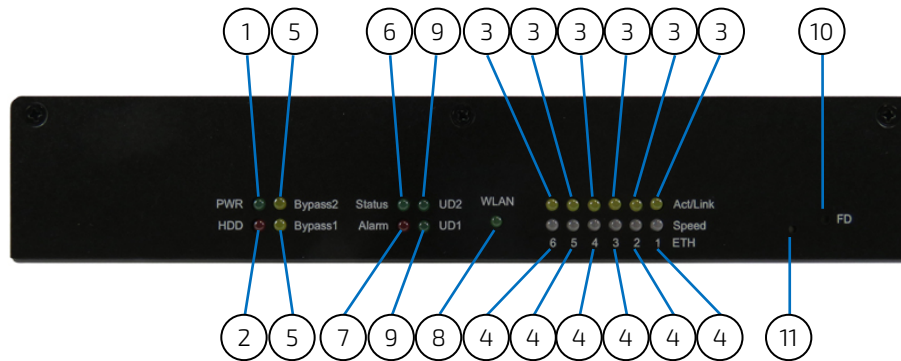 1 5 6 9 3 3 3 3 3 3 10
PWR Bypass2 Status UD2 WLAN Act/Link
HDD Bypass1 Alarm UD1 Speed FD
6 5 4 3 2 1 ETH
2 5 7 9 8 4 4 4 4 4 4 11